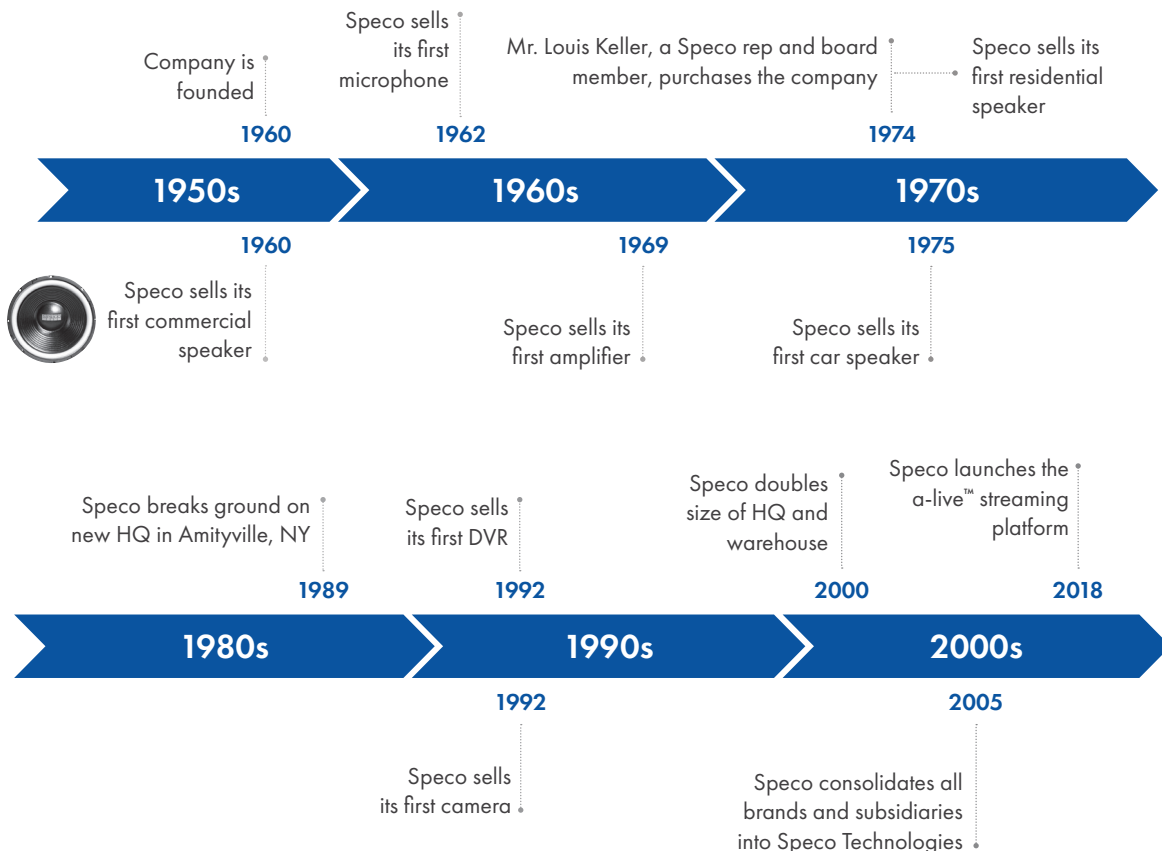 Company is
founded
1960
Speco sells
its first
microphone
1962
Mr. Louis Keller, a Speco rep and board
member, purchases the company
1974
Speco sells its
first residential
speaker
1950s
1960s
1970s
1960
Speco sells its
first commercial
speaker
1969
Speco sells its
first amplifier
1975
Speco sells its
first car speaker
Speco breaks ground on
new HQ in Amityville, NY
1989
Speco sells
its first DVR
1992
Speco doubles
size of HQ and
warehouse
2000
Speco launches the
a-live™ streaming
platform
2018
1980s
1990s
2000s
1992
Speco sells
its first camera
2005
Speco consolidates all
brands and subsidiaries
into Speco Technologies